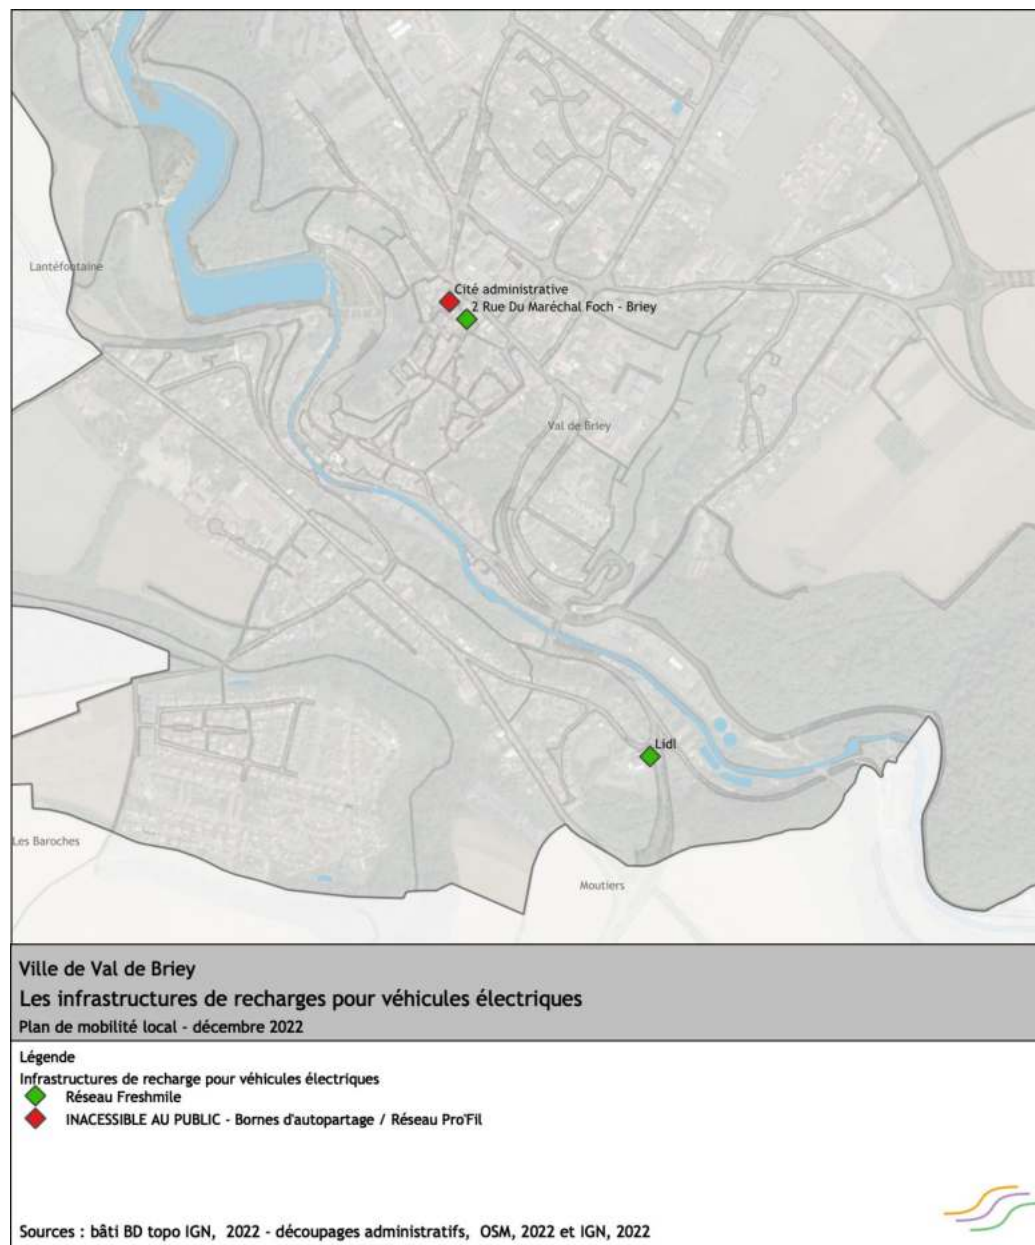 Lantéfontaine
Cité administrative
2 Rue Du Maréchal Foch - Briey
Val de Briey
Lidl
Les Baroches
Moutiers
Ville de Val de Briey
Les infrastructures de recharges pour véhicules électriques
Plan de mobilité local - décembre 2022
Légende
Infrastructures de recharge pour véhicules électriques
Réseau Freshmile
INACESSIBLE AU PUBLIC - Bornes d'autopartage / Réseau Pro'Fil
Sources : bâti BD topo IGN, 2022 - découpages administratifs, OSM, 2022 et IGN, 2022